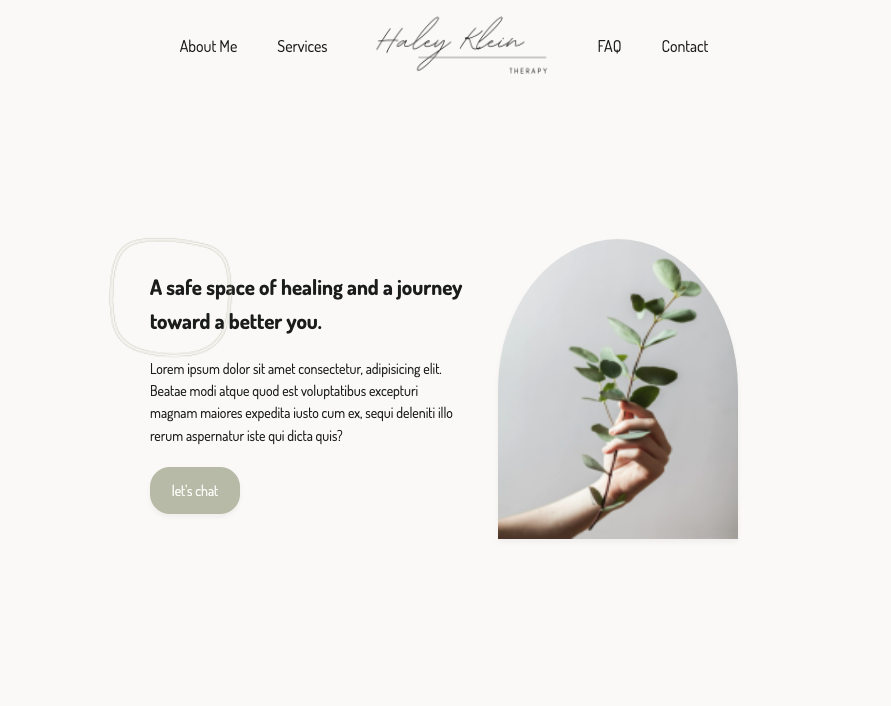 About Me
Services
Haley Klein
THERAPY
FAQ
Contact
A safe space of healing and a journey
toward a better you.
Lorem ipsum dolor sit amet consectetur, adipisicing elit.
Beatae modi atque quod est voluptatibus excepturi
magnam maiores expedita iusto cum ex, sequi deleniti illo
rerum aspernatur iste qui dicta quis?
let's chat